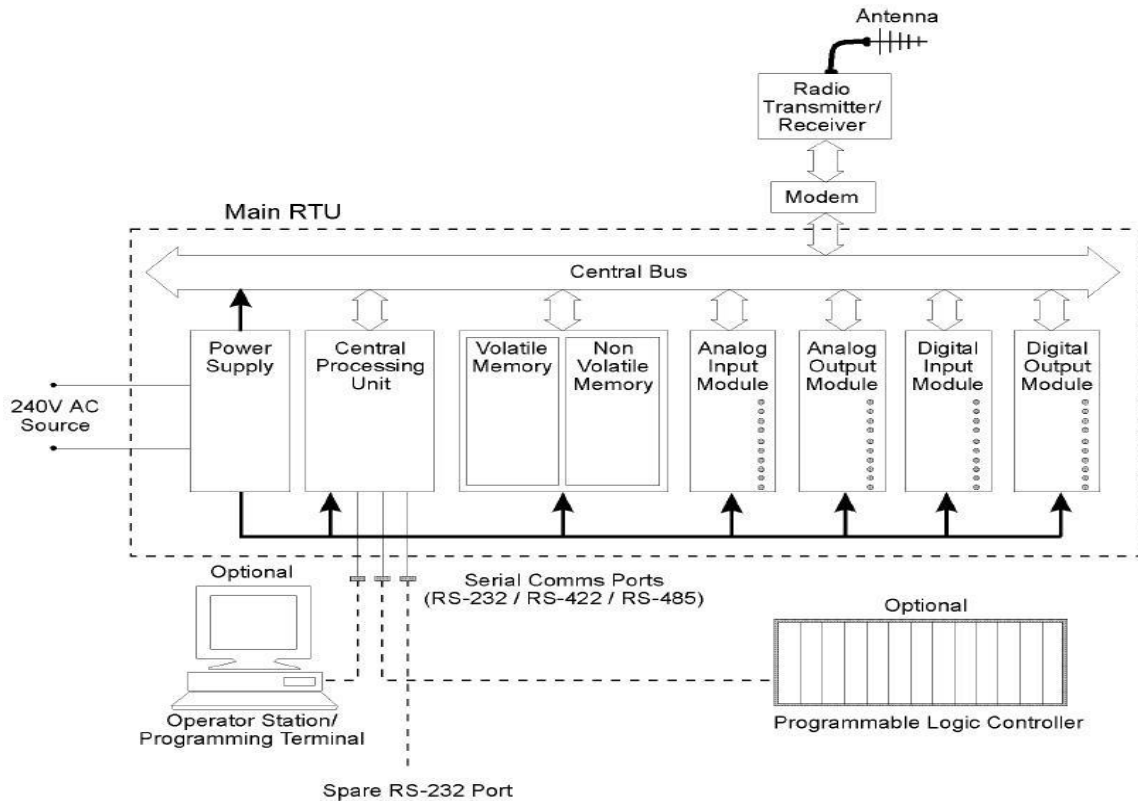 Antenna
Radio
Transmitter/
Receiver
Modem
Main RTU
Central Bus
Power
Supply
Central
Processing
Unit
Volatile
Memory
Non
Volatile
Memory
Analog
Input
Module
Analog
Output
Module
Digital
Input
Module
Digital
Output
Module
240V AC
Source
Optional
Serial Comms Ports
(RS-232 / RS-422 / RS-485)
Optional
Operator Station/
Programming Terminal
Programmable Logic Controller
Spare RS-232 Port